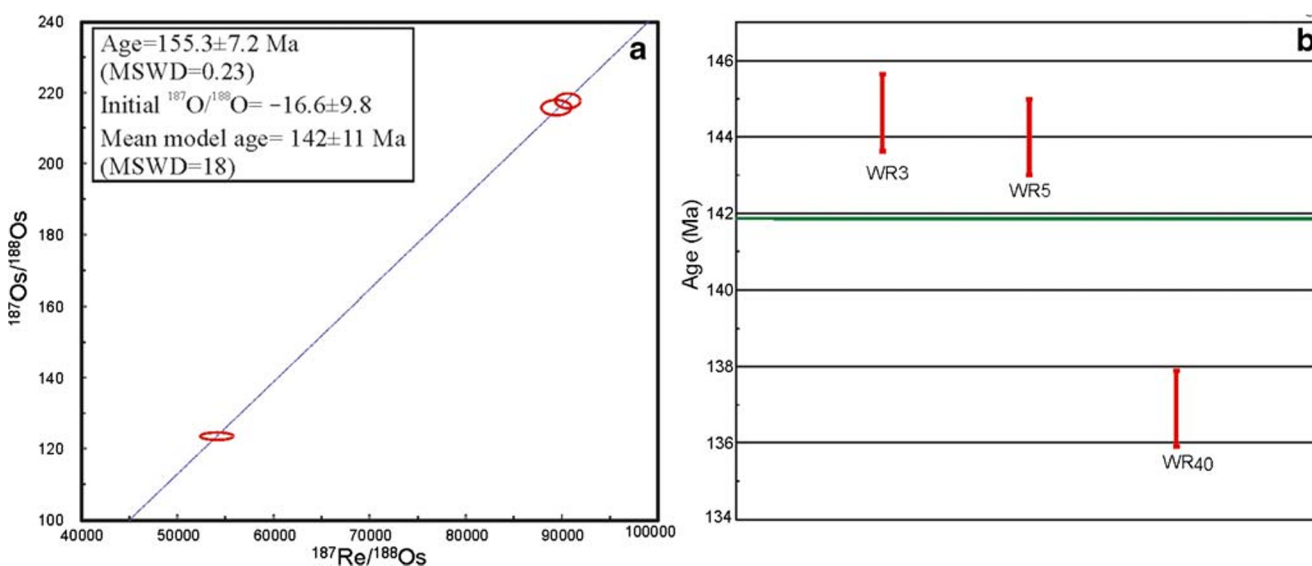 240
220
200
180
160
140
120
100
40000
50000
60000
70000
80000
90000
100000
¹⁸⁷Os/¹⁸⁸Os
¹⁸⁷Re/¹⁸⁸Os
Age=155.3±7.2 Ma
(MSWD=0.23)
Initial ¹⁸⁷O/¹⁸⁸O= −16.6±9.8
Mean model age= 142±11 Ma
(MSWD=18)
a
b
146
144
142
140
138
136
134
Age (Ma)
WR3
WR5
WR40